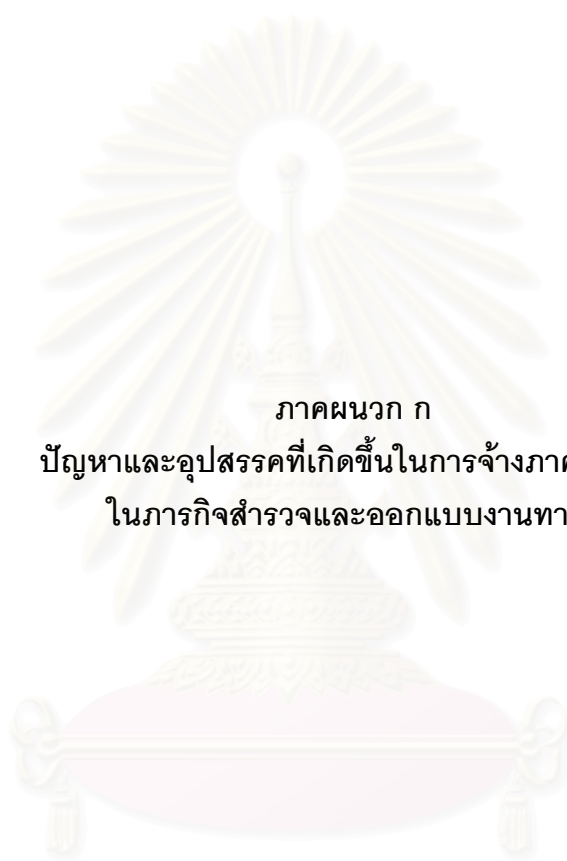 ภาคผนวก ก
ปัญหาและอุปสรรคที่เกิดขึ้นในการจ้างภาค
ในภารกิจสำรวจและออกแบบงานทา